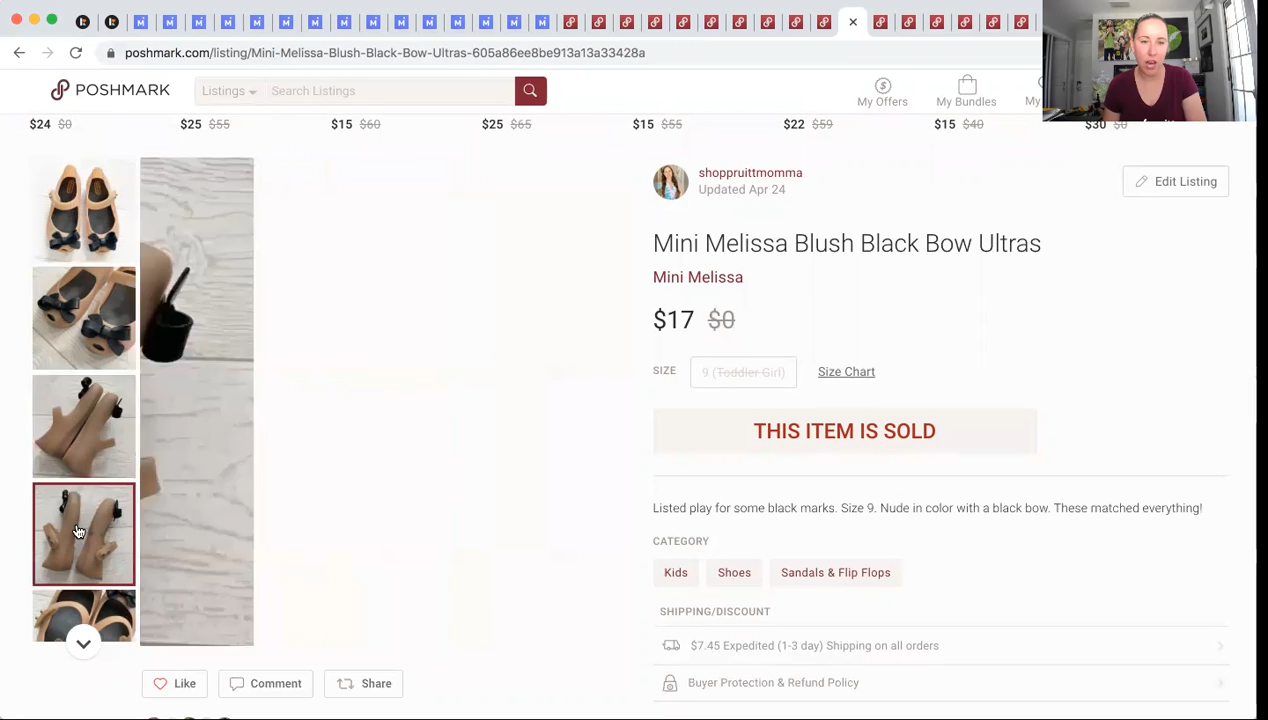 poshmark.com/listing/Mini-Melissa-Blush-Black-Bow-Ultras-605a86ee8be913a13a33428a
POSHMARK
Listings
Search Listings
My Offers
My Bundles
My
$24 $0
$25 $55
$15 $60
$25 $65
$15 $55
$22 $59
$15 $40
$30 $0
shoppruittmomma
Updated Apr 24
Edit Listing
Mini Melissa Blush Black Bow Ultras
Mini Melissa
$17 $0
SIZE
9 (Toddler Girl)
Size Chart
THIS ITEM IS SOLD
Listed play for some black marks. Size 9. Nude in color with a black bow. These matched everything!
CATEGORY
Kids
Shoes
Sandals & Flip Flops
SHIPPING/DISCOUNT
$7.45 Expedited (1-3 day) Shipping on all orders
Buyer Protection & Refund Policy
Like
Comment
Share